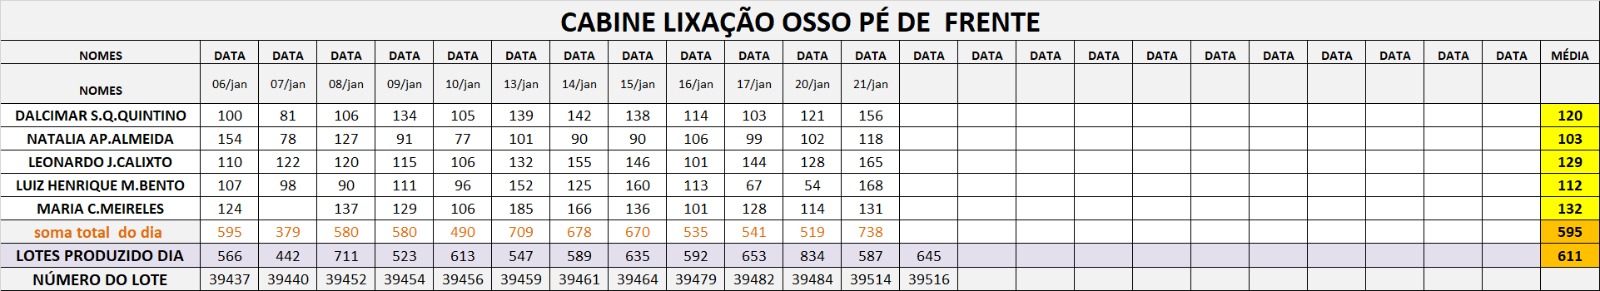 CABINE LIXAÇÃO OSSO PÉ DE  FRENTE
NOMES DATA DATA DATA DATA DATA DATA DATA DATA DATA DATA DATA DATA DATA DATA DATA DATA DATA DATA DATA DATA DATA DATA DATA MÉDIA
NOMES 06/jan 07/jan 08/jan 09/jan 10/jan 13/jan 14/jan 15/jan 16/jan 17/jan 20/jan 21/jan
DALCIMAR S.Q.QUINTINO 100 81 106 134 105 139 142 138 114 103 121 156 120
NATALIA AP.ALMEIDA 154 78 127 91 77 101 90 90 106 99 102 118 103
LEONARDO J.CALIXTO 110 122 120 115 106 132 155 146 101 144 128 165 129
LUIZ HENRIQUE M.BENTO 107 98 90 111 96 152 125 160 113 67 54 168 112
MARIA C.MEIRELES 124 137 129 106 185 166 136 101 128 114 131 132
soma total  do dia 595 379 580 580 490 709 678 670 535 541 519 738 595
LOTES PRODUZIDO DIA 566 442 711 523 613 547 589 635 592 653 834 587 645 611
NÚMERO DO LOTE 39437 39440 39452 39454 39456 39459 39461 39464 39479 39482 39484 39514 39516